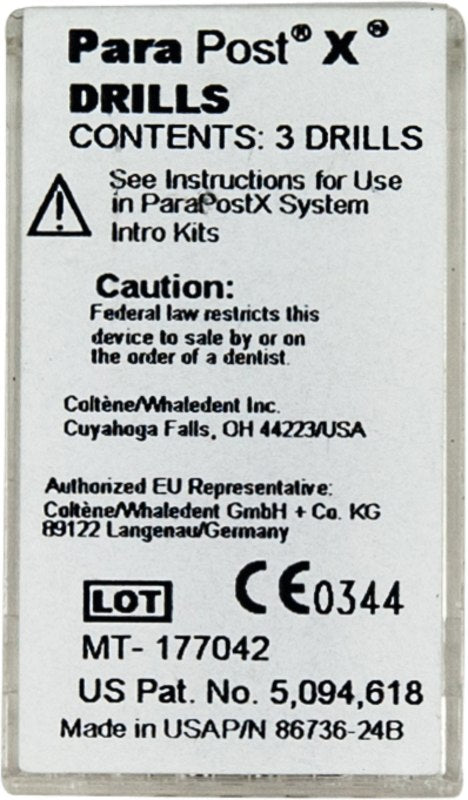 Para Post® X®
DRILLS
CONTENTS: 3 DRILLS
See Instructions for Use
in ParaPostX System
Intro Kits
Caution:
Federal law restricts this
device to sale by or on
the order of a dentist.
Coltène/Whaledent Inc.
Cuyahoga Falls, OH 44223/USA
Authorized EU Representative:
Coltène/Whaledent GmbH + Co. KG
89122 Langenau/Germany
LOT CE0344
MT- 177042
US Pat. No. 5,094,618
Made in USAP/N 86736-24B